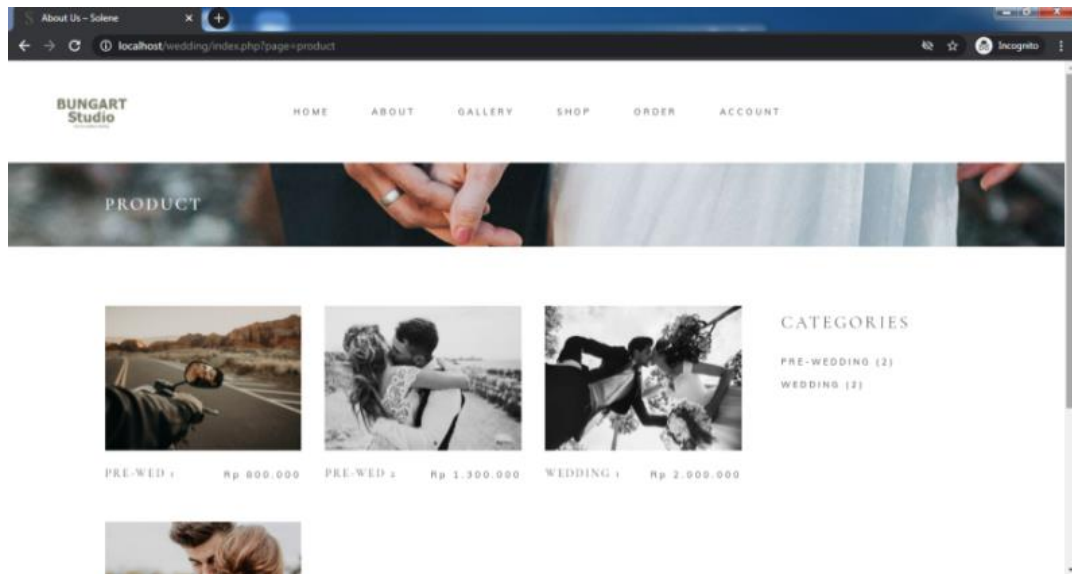 About Us – Solene
localhost/wedding/index.php?page=product
Incognito
BUNGART
Studio
HOME ABOUT GALLERY SHOP ORDER ACCOUNT
PRODUCT
CATEGORIES
PRE-WEDDING (2)
WEDDING (2)
PRE-WED 1 Rp 800.000 PRE-WED 2 Rp 1.300.000 WEDDING 1 Rp 2.000.000